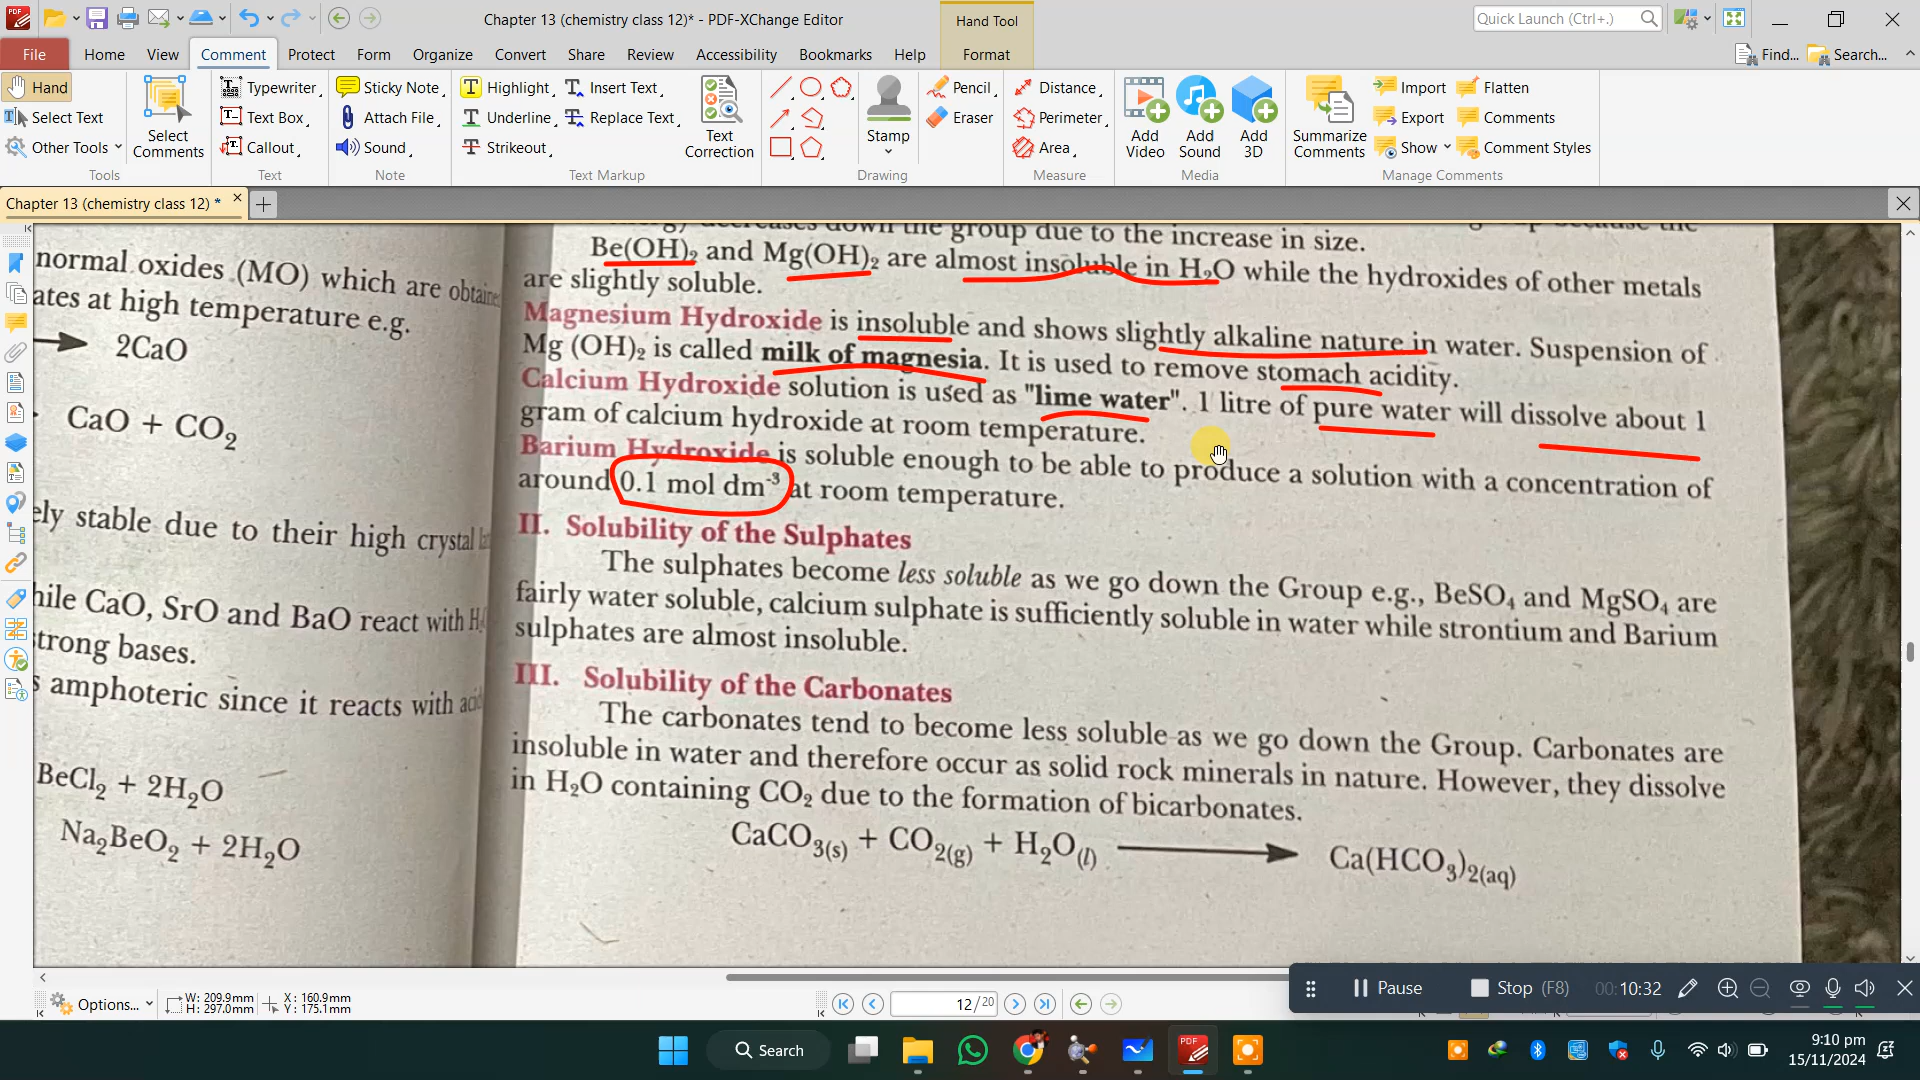 Chapter 13 (chemistry class 12)* - PDF-XChange Editor
Hand Tool
Quick Launch (Ctrl+.)
File
Home
View
Comment
Protect
Form
Organize
Convert
Share
Review
Accessibility
Bookmarks
Help
Format
Find...
Search...
Hand
Select Text
Other Tools
Tools
Select Comments
Typewriter
Text Box
Callout
Text
Sticky Note
Attach File
Sound
Note
Highlight
Underline
Strikeout
Insert Text
Replace Text
Text Correction
Text Markup
Stamp
Pencil
Eraser
Drawing
Distance
Perimeter
Area
Measure
Add Video
Add Sound
Add 3D
Media
Summarize Comments
Import
Export
Show
Flatten
Comments
Comment Styles
Manage Comments
Chapter 13 (chemistry class 12) *
normal oxides (MO) which are obtaine
ates at high temperature e.g.
2CaO
CaO + CO₂
ely stable due to their high crystal
hile CaO, SrO and BaO react with H
trong bases.
s amphoteric since it reacts with aci
BeCl₂ + 2H₂O
Na₂BeO₂ + 2H₂O
decreases down the group due to the increase in size.
Be(OH)₂ and Mg(OH)₂ are almost insoluble in H₂O while the hydroxides of other metals
are slightly soluble.
Magnesium Hydroxide is insoluble and shows slightly alkaline nature in water. Suspension of
Mg (OH)₂ is called milk of magnesia. It is used to remove stomach acidity.
Calcium Hydroxide solution is used as "lime water". 1 litre of pure water will dissolve about 1
gram of calcium hydroxide at room temperature.
Barium Hydroxide is soluble enough to be able to produce a solution with a concentration of
around 0.1 mol dm⁻³ at room temperature.
II. Solubility of the Sulphates
The sulphates become less soluble as we go down the Group e.g., BeSO₄ and MgSO₄ are
fairly water soluble, calcium sulphate is sufficiently soluble in water while strontium and Barium
sulphates are almost insoluble.
III. Solubility of the Carbonates
The carbonates tend to become less soluble as we go down the Group. Carbonates are
insoluble in water and therefore occur as solid rock minerals in nature. However, they dissolve
in H₂O containing CO₂ due to the formation of bicarbonates.
CaCO₃(s) + CO₂(g) + H₂O(l) → Ca(HCO₃)₂(aq)
Options...
W: 209.9mm
H: 297.0mm
X: 160.9mm
Y: 175.1mm
12 / 20
Pause
Stop (F8)
00:10:32
Search
9:10 pm
15/11/2024